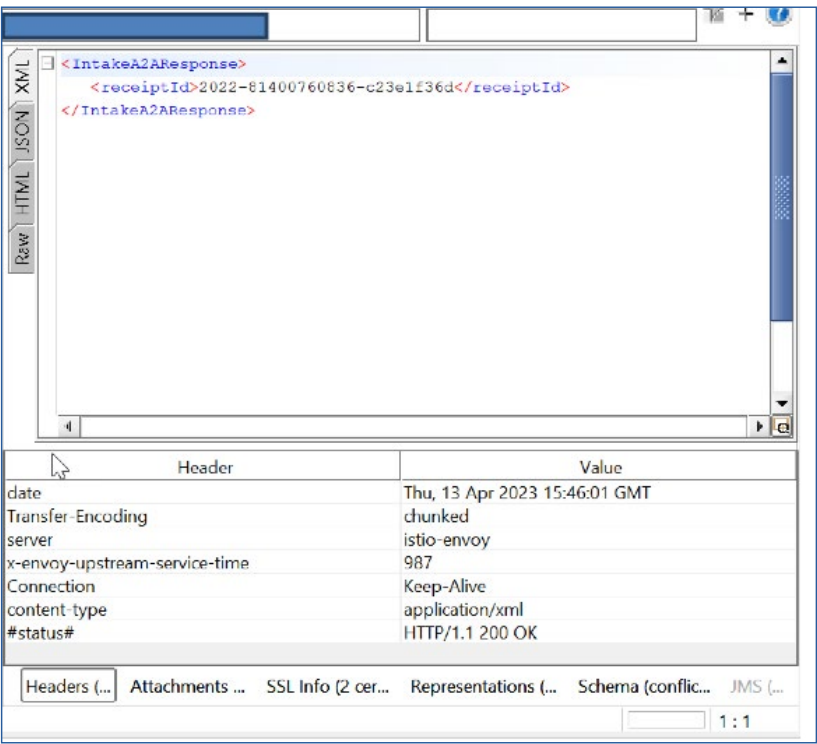 <IntakeA2AResponse>
<receiptId>2022-81400760836-c23e1f36d</receiptId>
</IntakeA2AResponse>
XML
JSON
HTML
Raw
Header Value
date Thu, 13 Apr 2023 15:46:01 GMT
Transfer-Encoding chunked
server istio-envoy
x-envoy-upstream-service-time 987
Connection Keep-Alive
content-type application/xml
#status# HTTP/1.1 200 OK
Headers (... Attachments ... SSL Info (2 cer... Representations (... Schema (conflic... JMS (...
1 : 1